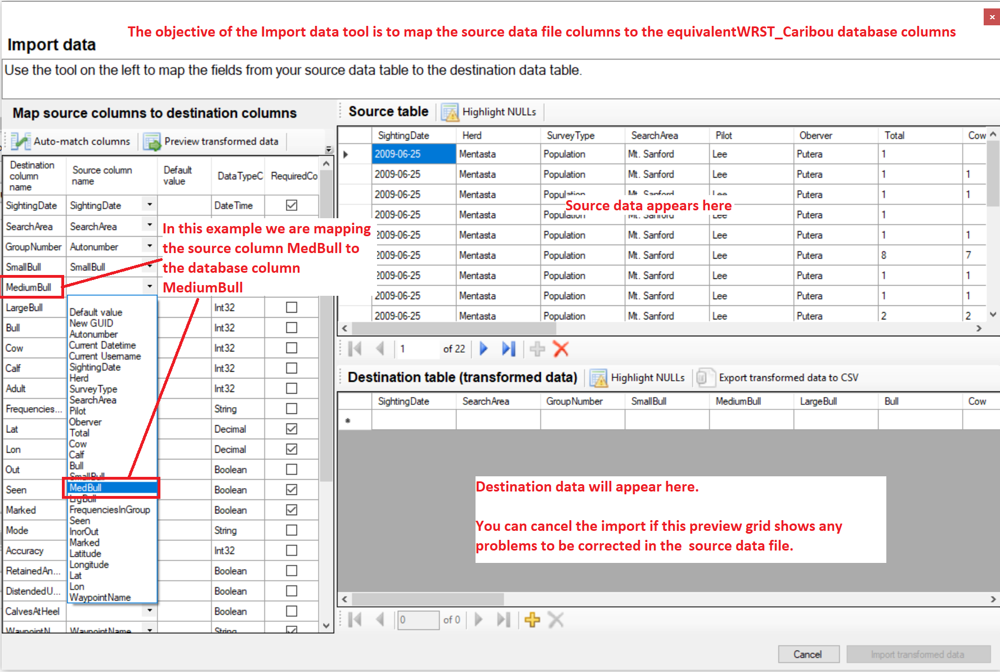 The objective of the Import data tool is to map the source data file columns to the equivalentWRST_Caribou database columns
Import data
Use the tool on the left to map the fields from your source data table to the destination data table.
Map source columns to destination columns
Auto-match columns Preview transformed data
Destination column name Source column name Default value DataTypeC RequiredCo
SightingDate SightingDate DateTime
SearchArea SearchArea
GroupNumber Autonumber
SmallBull SmallBull
MediumBull
In this example we are mapping
the source column MedBull to
the database column
MediumBull
LargeBull Int32
Bull Int32
Cow Int32
Calf Int32
Adult Int32
Frequencies... String
Lat Decimal
Lon Decimal
Out Boolean
Seen Boolean
Marked Boolean
Mode String
Accuracy Int32
RetainedAn... Boolean
DistendedU... Boolean
CalvesAtHeel Boolean
WaypointN WaypointName String
Default value
New GUID
Autonumber
Current Datetime
Current Username
SightingDate
Herd
SurveyType
SearchArea
Pilot
Oberver
Total
Cow
Calf
Bull
SmallBull
MedBull
LrgBull
FrequenciesInGroup
Seen
InorOut
Marked
Latitude
Longitude
Lat
Lon
WaypointName
Source table Highlight NULLs
SightingDate Herd SurveyType SearchArea Pilot Oberver Total Cow
2009-06-25 Mentasta Population Mt. Sanford Lee Putera 1
2009-06-25 Mentasta Population Mt. Sanford Lee Putera 1 1
2009-06-25 Mentasta Population Mt. Sanford Lee Putera 1 1
Source data appears here
2009-06-25 Mentasta Population Mt. Sanford Lee Putera 1
2009-06-25 Mentasta Population Mt. Sanford Lee Putera 1 1
2009-06-25 Mentasta Population Mt. Sanford Lee Putera 8 7
2009-06-25 Mentasta Population Mt. Sanford Lee Putera 1 1
2009-06-25 Mentasta Population Mt. Sanford Lee Putera 1 1
2009-06-25 Mentasta Population Mt. Sanford Lee Putera 2 2
1 of 22
Destination table (transformed data) Highlight NULLs Export transformed data to CSV
SightingDate SearchArea GroupNumber SmallBull MediumBull LargeBull Bull Cow
Destination data will appear here.
You can cancel the import if this preview grid shows any
problems to be corrected in the source data file.
0 of 0
Cancel Import transformed data